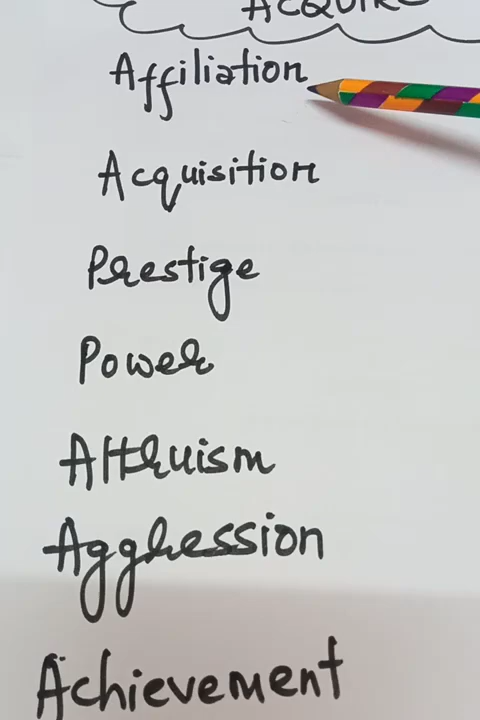 Affiliation
Acquisition
Prestige
Power
Altruism
Aggression
Achievement